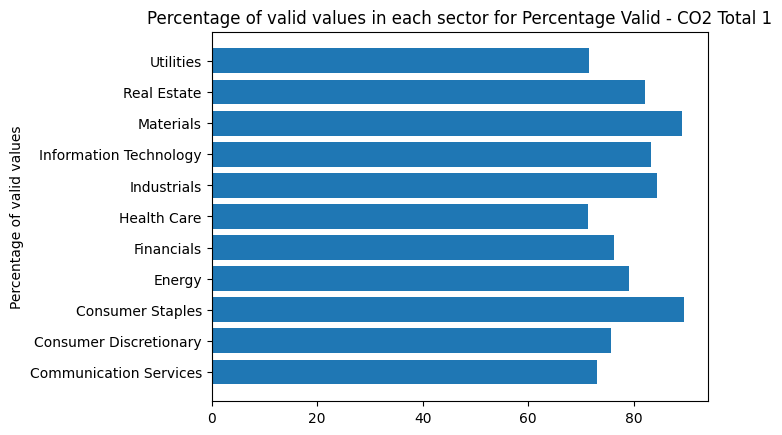 Percentage of valid values in each sector for Percentage Valid - CO2 Total 1
Percentage of valid values
Utilities
Real Estate
Materials
Information Technology
Industrials
Health Care
Financials
Energy
Consumer Staples
Consumer Discretionary
Communication Services
0 20 40 60 80